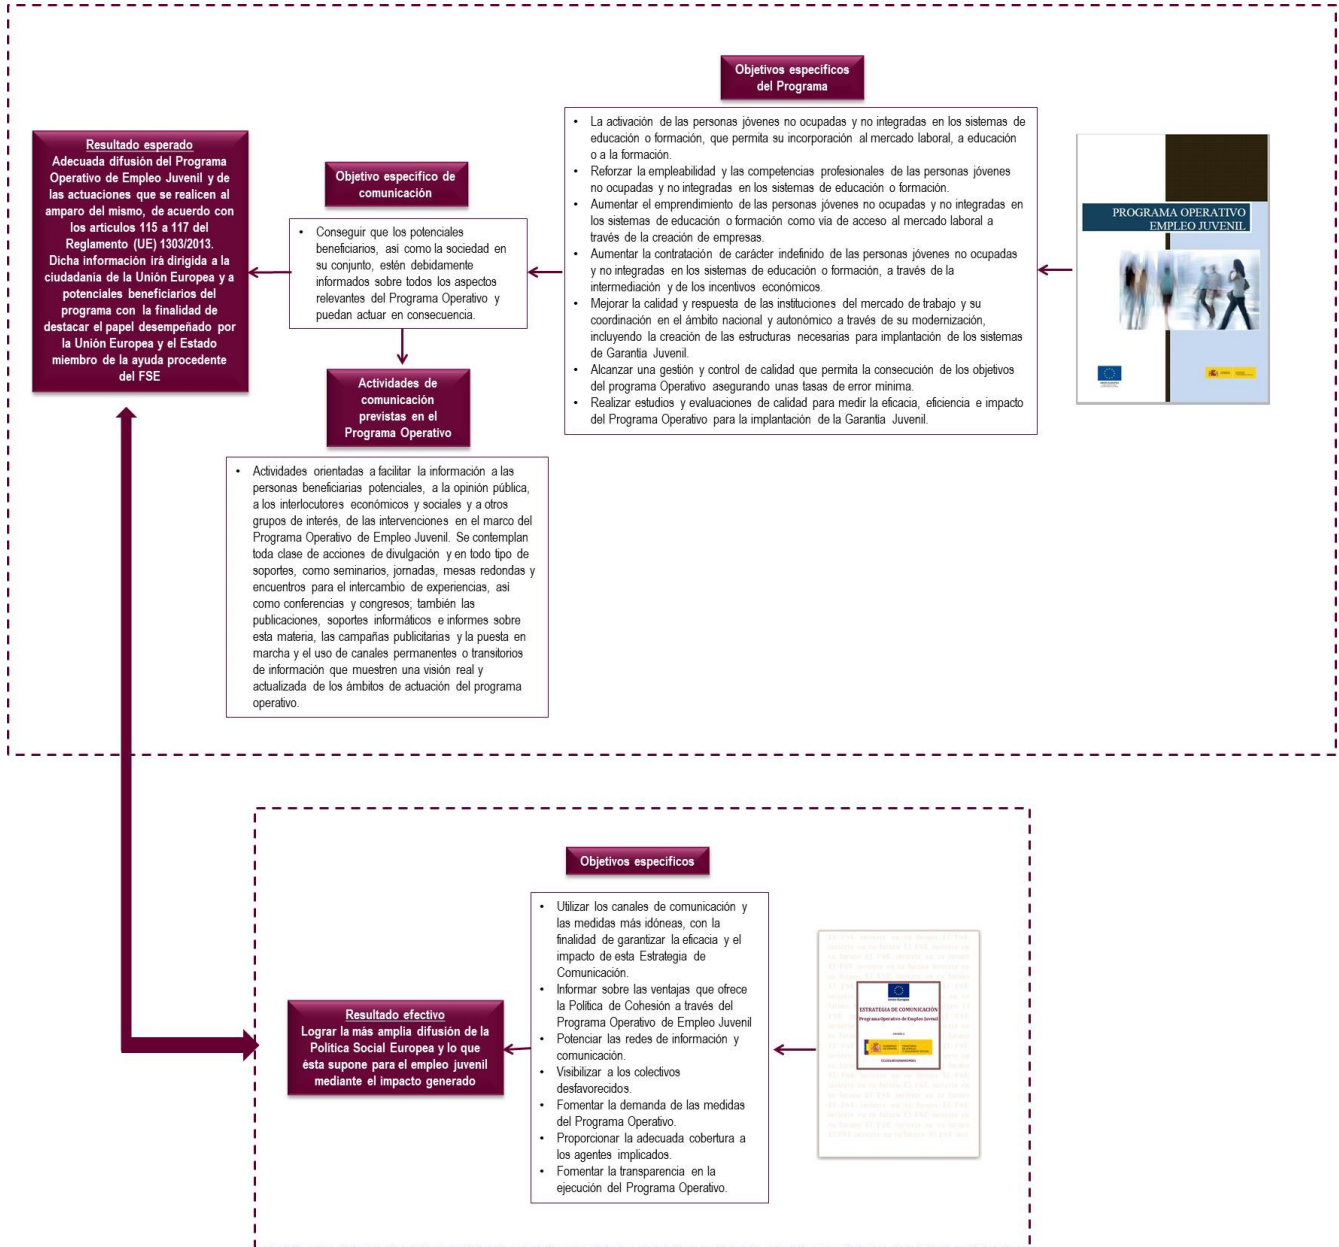 Objetivos específicos
del Programa
• La activación de las personas jóvenes no ocupadas y no integradas en los sistemas de
educación o formación, que permita su incorporación al mercado laboral, a educación
o a la formación.
• Reforzar la empleabilidad y las competencias profesionales de las personas jóvenes
no ocupadas y no integradas en los sistemas de educación o formación.
• Aumentar el emprendimiento de las personas jóvenes no ocupadas y no integradas en
los sistemas de educación o formación como vía de acceso al mercado laboral a
través de la creación de empresas.
• Aumentar la contratación de carácter indefinido de las personas jóvenes no ocupadas
y no integradas en los sistemas de educación o formación, a través de la
intermediación y de los incentivos económicos.
• Mejorar la calidad y respuesta de las instituciones del mercado de trabajo y su
coordinación en el ámbito nacional y autonómico a través de su modernización,
incluyendo la creación de las estructuras necesarias para implantación de los sistemas
de Garantía Juvenil.
• Alcanzar una gestión y control de calidad que permita la consecución de los objetivos
del programa Operativo asegurando unas tasas de error mínima.
• Realizar estudios y evaluaciones de calidad para medir la eficacia, eficiencia e impacto
del Programa Operativo para la implantación de la Garantía Juvenil.
PROGRAMA OPERATIVO
EMPLEO JUVENIL
Resultado esperado
Adecuada difusión del Programa
Operativo de Empleo Juvenil y de
las actuaciones que se realicen al
amparo del mismo, de acuerdo con
los artículos 115 a 117 del
Reglamento (UE) 1303/2013.
Dicha información irá dirigida a la
ciudadanía de la Unión Europea y a
potenciales beneficiarios del
programa con la finalidad de
destacar el papel desempeñado por
la Unión Europea y el Estado
miembro de la ayuda procedente
del FSE
Objetivo específico de
comunicación
• Conseguir que los potenciales
beneficiarios, así como la sociedad en
su conjunto, estén debidamente
informados sobre todos los aspectos
relevantes del Programa Operativo y
puedan actuar en consecuencia.
Actividades de
comunicación
previstas en el
Programa Operativo
• Actividades orientadas a facilitar la información a las
personas beneficiarias potenciales, a la opinión pública,
a los interlocutores económicos y sociales y a otros
grupos de interés, de las intervenciones en el marco del
Programa Operativo de Empleo Juvenil. Se contemplan
toda clase de acciones de divulgación y en todo tipo de
soportes, como seminarios, jornadas, mesas redondas y
encuentros para el intercambio de experiencias, así
como conferencias y congresos; también las
publicaciones, soportes informáticos e informes sobre
esta materia, las campañas publicitarias y la puesta en
marcha y el uso de canales permanentes o transitorios
de información que muestren una visión real y
actualizada de los ámbitos de actuación del programa
operativo.
Objetivos específicos
• Utilizar los canales de comunicación y
las medidas más idóneas, con la
finalidad de garantizar la eficacia y el
impacto de esta Estrategia de
Comunicación.
• Informar sobre las ventajas que ofrece
la Política de Cohesión a través del
Programa Operativo de Empleo Juvenil
• Potenciar las redes de información y
comunicación.
• Visibilizar a los colectivos
desfavorecidos.
• Fomentar la demanda de las medidas
del Programa Operativo.
• Proporcionar la adecuada cobertura a
los agentes implicados.
• Fomentar la transparencia en la
ejecución del Programa Operativo.
Resultado efectivo
Lograr la más amplia difusión de la
Política Social Europea y lo que
ésta supone para el empleo juvenil
mediante el impacto generado
ESTRATEGIA DE COMUNICACIÓN
Programa Operativo de Empleo Juvenil